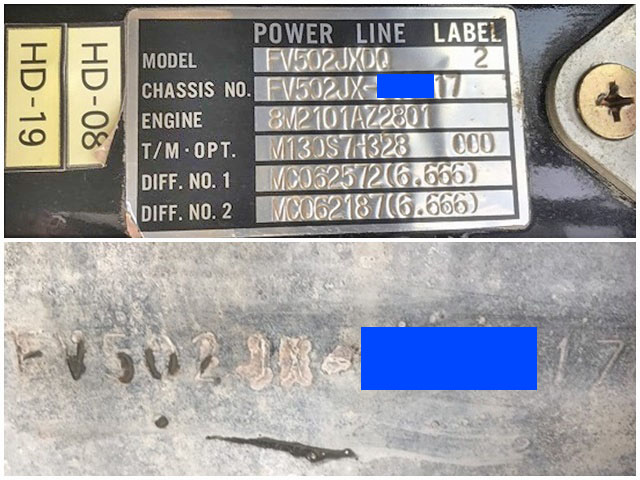 HD-19
HD-08
POWER LINE LABEL
MODEL FV502JXDQ 2
CHASSIS NO. FV502JX- 17
ENGINE 8M2101AZ2801
T/M·OPT. M130S7H328 000
DIFF. NO. 1 MC062572(6.666)
DIFF. NO. 2 MC062187(6.666)
FV502JX- 17